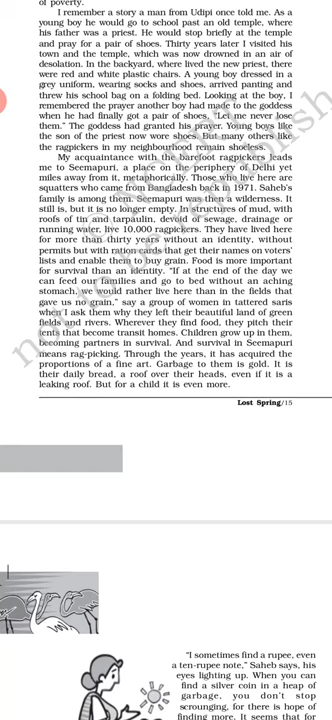 of poverty.
I remember a story a man from Udipi once told me. As a
young boy he would go to school past an old temple, where
his father was a priest. He would stop briefly at the temple
and pray for a pair of shoes. Thirty years later I visited his
town and the temple, which was now drowned in an air of
desolation. In the backyard, where lived the new priest, there
were red and white plastic chairs. A young boy dressed in a
grey uniform, wearing socks and shoes, arrived panting and
threw his school bag on a folding bed. Looking at the boy, I
remembered the prayer another boy had made to the goddess
when he had finally got a pair of shoes, “Let me never lose
them.” The goddess had granted his prayer. Young boys like
the son of the priest now wore shoes. But many others like
the ragpickers in my neighbourhood remain shoeless.
My acquaintance with the barefoot ragpickers leads
me to Seemapuri, a place on the periphery of Delhi yet
miles away from it, metaphorically. Those who live here are
squatters who came from Bangladesh back in 1971. Saheb’s
family is among them. Seemapuri was then a wilderness. It
still is, but it is no longer empty. In structures of mud, with
roofs of tin and tarpaulin, devoid of sewage, drainage or
running water, live 10,000 ragpickers. They have lived here
for more than thirty years without an identity, without
permits but with ration cards that get their names on voters’
lists and enable them to buy grain. Food is more important
for survival than an identity. “If at the end of the day we
can feed our families and go to bed without an aching
stomach, we would rather live here than in the fields that
gave us no grain,” say a group of women in tattered saris
when I ask them why they left their beautiful land of green
fields and rivers. Wherever they find food, they pitch their
tents that become transit homes. Children grow up in them,
becoming partners in survival. And survival in Seemapuri
means rag-picking. Through the years, it has acquired the
proportions of a fine art. Garbage to them is gold. It is
their daily bread, a roof over their heads, even if it is a
leaking roof. But for a child it is even more.
Lost Spring/15
“I sometimes find a rupee, even
a ten-rupee note,” Saheb says, his
eyes lighting up. When you can
find a silver coin in a heap of
garbage, you don’t stop
scrounging, for there is hope of
finding more. It seems that for